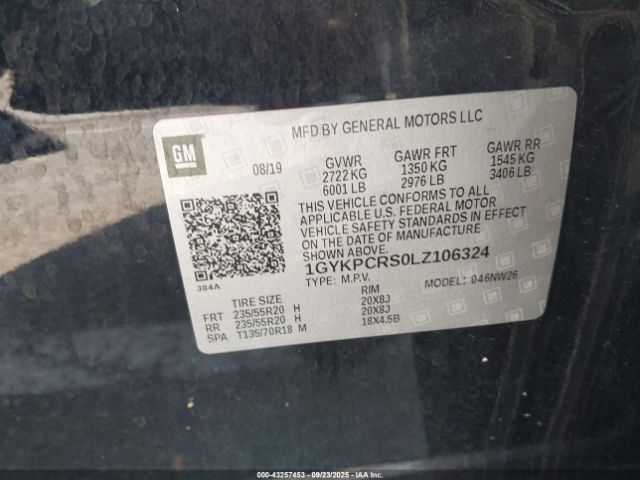 MFD BY GENERAL MOTORS LLC
GM
08/19
GVWR GAWR FRT GAWR RR
2722 KG 1350 KG 1545 KG
6001 LB 2976 LB 3406 LB
THIS VEHICLE CONFORMS TO ALL
APPLICABLE U.S. FEDERAL MOTOR
VEHICLE SAFETY STANDARDS IN EFFECT
ON THE DATE OF MANUFACTURE
SHOWN ABOVE.
1GYKPCRS0LZ106324
384A
TYPE: M.P.V. MODEL: 046NW26
TIRE SIZE RIM
FRT 235/55R20 H 20X8J
RR 235/55R20 H 20X8J
SPA T135/70R18 M 18X4.5B
000-43257453 - 09/23/2025 - IAAI.COM